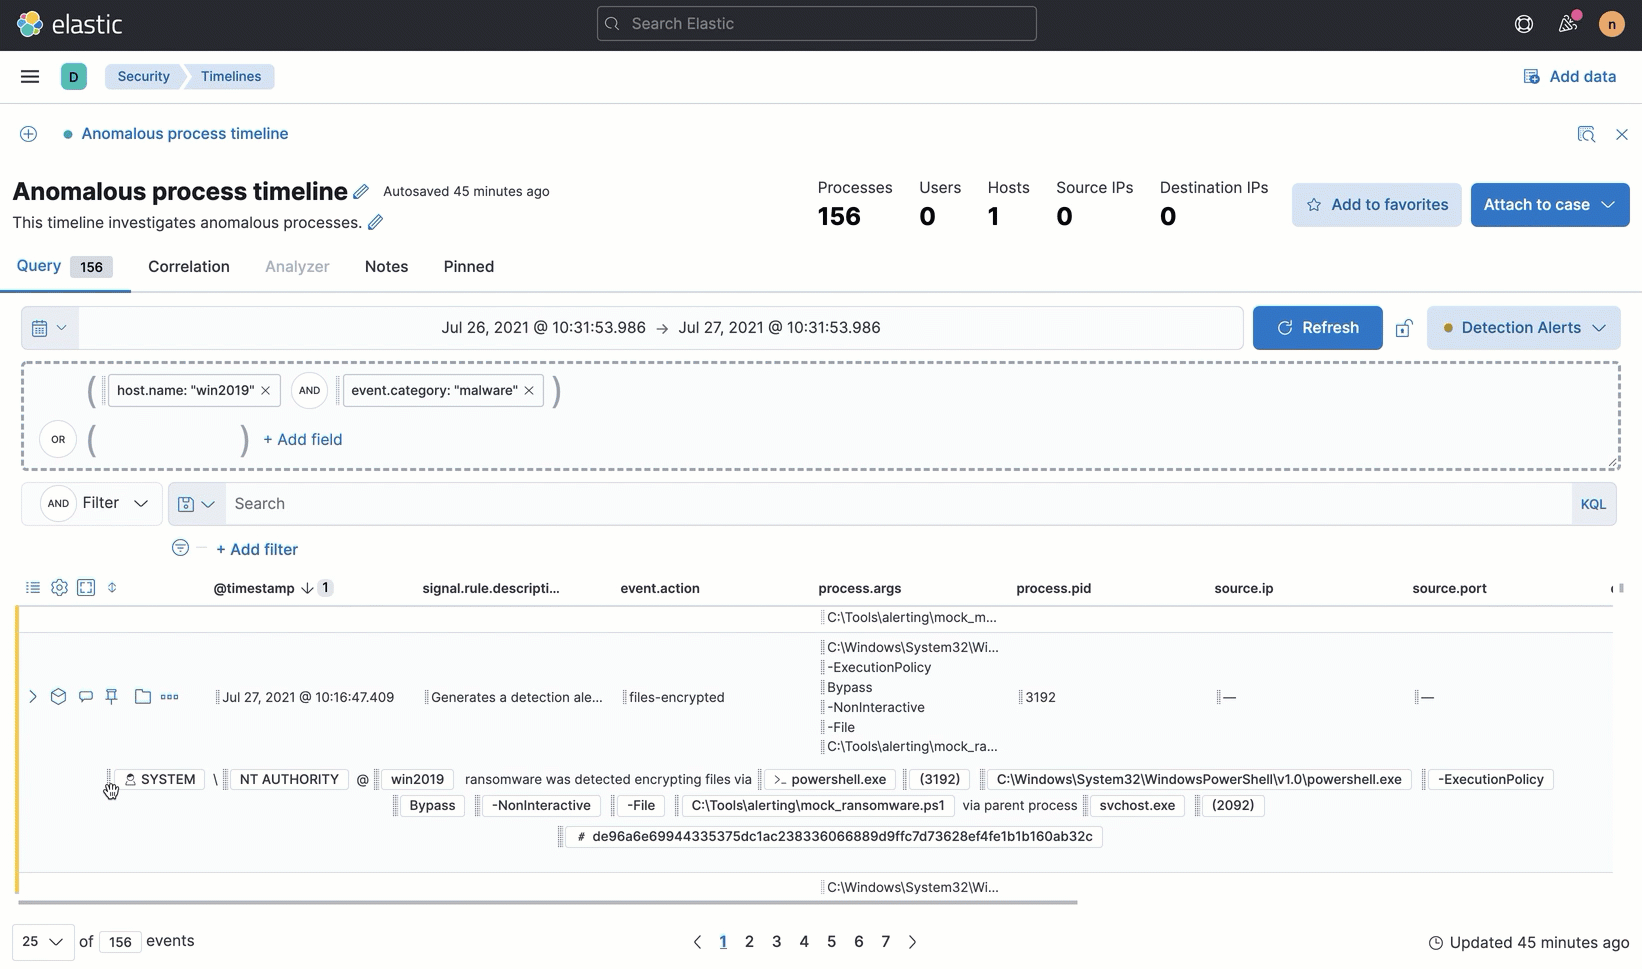 elastic Search Elastic n
D Security Timelines Add data
Anomalous process timeline
Anomalous process timeline Autosaved 45 minutes ago
This timeline investigates anomalous processes.
Processes Users Hosts Source IPs Destination IPs
156 0 1 0 0
Add to favorites Attach to case
Query 156 Correlation Analyzer Notes Pinned
Jul 26, 2021 @ 10:31:53.986 → Jul 27, 2021 @ 10:31:53.986 Refresh Detection Alerts
( host.name: "win2019" × AND event.category: "malware" × )
OR ( ) + Add field
AND Filter Search KQL
+ Add filter
@timestamp ↓ 1 signal.rule.descripti... event.action process.args process.pid source.ip source.port
C:\Tools\alerting\mock_m...
C:\Windows\System32\Wi...
-ExecutionPolicy
Bypass
-NonInteractive
-File
C:\Tools\alerting\mock_ra...
Jul 27, 2021 @ 10:16:47.409 Generates a detection ale... files-encrypted 3192 — —
SYSTEM \ NT AUTHORITY @ win2019 ransomware was detected encrypting files via >_ powershell.exe (3192) C:\Windows\System32\WindowsPowerShell\v1.0\powershell.exe -ExecutionPolicy
Bypass -NonInteractive -File C:\Tools\alerting\mock_ransomware.ps1 via parent process svchost.exe (2092)
# de96a6e69944335375dc1ac238336066889d9ffc7d73628ef4fe1b1b160ab32c
C:\Windows\System32\Wi...
25 of 156 events 1 2 3 4 5 6 7 Updated 45 minutes ago